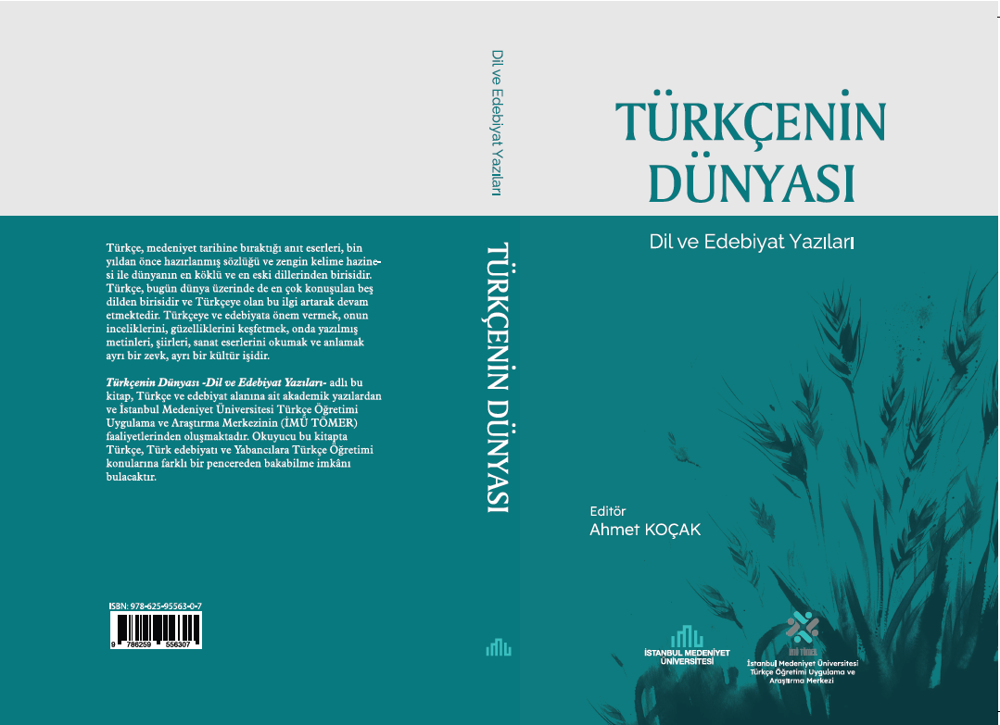 Türkçe, medeniyet tarihine bıraktığı anıt eserleri, bin
yıldan önce hazırlanmış sözlüğü ve zengin kelime hazine-
si ile dünyanın en köklü ve en eski dillerinden birisidir.
Türkçe, bugün dünya üzerinde de en çok konuşulan beş
dilden birisidir ve Türkçeye olan bu ilgi artarak devam
etmektedir. Türkçeye ve edebiyata önem vermek, onun
inceliklerini, güzelliklerini keşfetmek, onda yazılmış
metinleri, şiirleri, sanat eserlerini okumak ve anlamak
ayrı bir zevk, ayrı bir kültür işidir.
Türkçenin Dünyası -Dil ve Edebiyat Yazıları- adlı bu
kitap, Türkçe ve edebiyat alanına ait akademik yazılardan
ve İstanbul Medeniyet Üniversitesi Türkçe Öğretimi
Uygulama ve Araştırma Merkezinin (İMÜ TÖMER)
faaliyetlerinden oluşmaktadır. Okuyucu bu kitapta
Türkçe, Türk edebiyatı ve Yabancılara Türkçe Öğretimi
konularına farklı bir pencereden bakabilme imkânı
bulacaktır.
ISBN: 978-625-95563-0-7
9 786259 556307
Dil ve Edebiyat Yazıları
TÜRKÇENİN DÜNYASI
TÜRKÇENİN
DÜNYASI
Dil ve Edebiyat Yazıları
Editör
Ahmet KOÇAK
İSTANBUL MEDENİYET
ÜNİVERSİTESİ
İMÜ TÖMER
İstanbul Medeniyet Üniversitesi
Türkçe Öğretimi Uygulama ve
Araştırma Merkezi